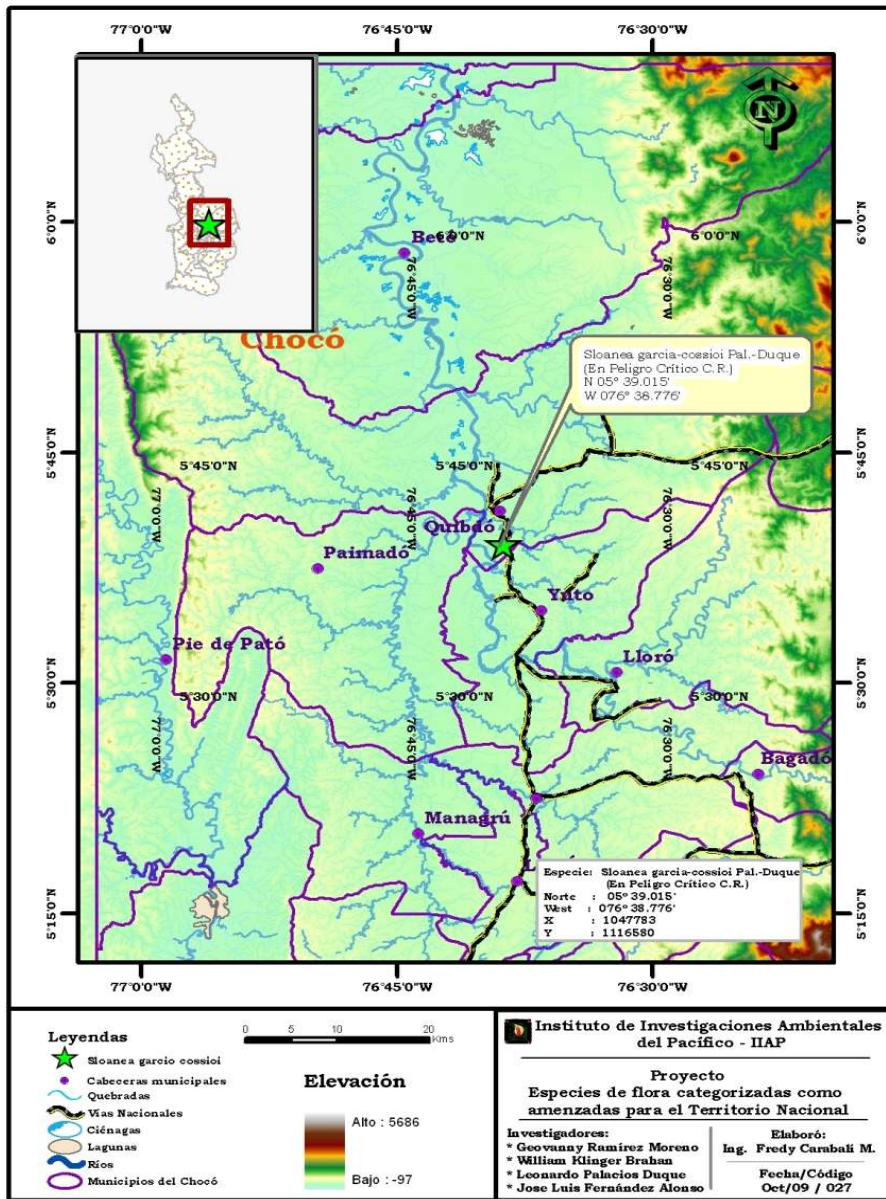 77°0'0"W
76°45'0"W
76°30'0"W
N
6°0'0"N
6°0'0"N
6°0'0"N
6°0'0"N
Beté
76°45'0"W
76°30'0"W
Chocó
Sloanea garcia-cossioi Pal.-Duque
(En Peligro Crítico C.R.)
N 05° 39.015'
W 076° 38.776'
5°45'0"N
5°45'0"N
5°45'0"N
5°45'0"N
5°45'0"N
77°0'0"W
76°45'0"W
76°30'0"W
Quibdó
Paimadó
Yuto
Pie de Pató
Lloró
5°30'0"N
5°30'0"N
5°30'0"N
5°30'0"N
5°30'0"N
77°0'0"W
76°45'0"W
76°30'0"W
Bagadó
Managrú
Especie: Sloanea garcia-cossioi Pal.-Duque
(En Peligro Crítico C.R.)
Norte : 05° 39.015'
West : 076° 38.776'
X : 1047783
Y : 1116580
5°15'0"N
5°15'0"N
77°0'0"W
76°45'0"W
76°30'0"W
Leyendas
Sloanea garcio cossioi
Cabeceras municipales
Quebradas
Vías Nacionales
Ciénagas
Lagunas
Ríos
Municipios del Chocó
0 5 10 20
Kms
Elevación
Alto : 5686
Bajo : -97
Instituto de Investigaciones Ambientales
del Pacífico - IIAP
Proyecto
Especies de flora categorizadas como
amenzadas para el Territorio Nacional
Investigadores:
* Geovanny Ramírez Moreno
* William Klinger Brahan
* Leonardo Palacios Duque
* Jose Luis Fernández Alonso
Elaboró:
Ing. Fredy Carabalí M.
Fecha/Código
Oct/09 / 027